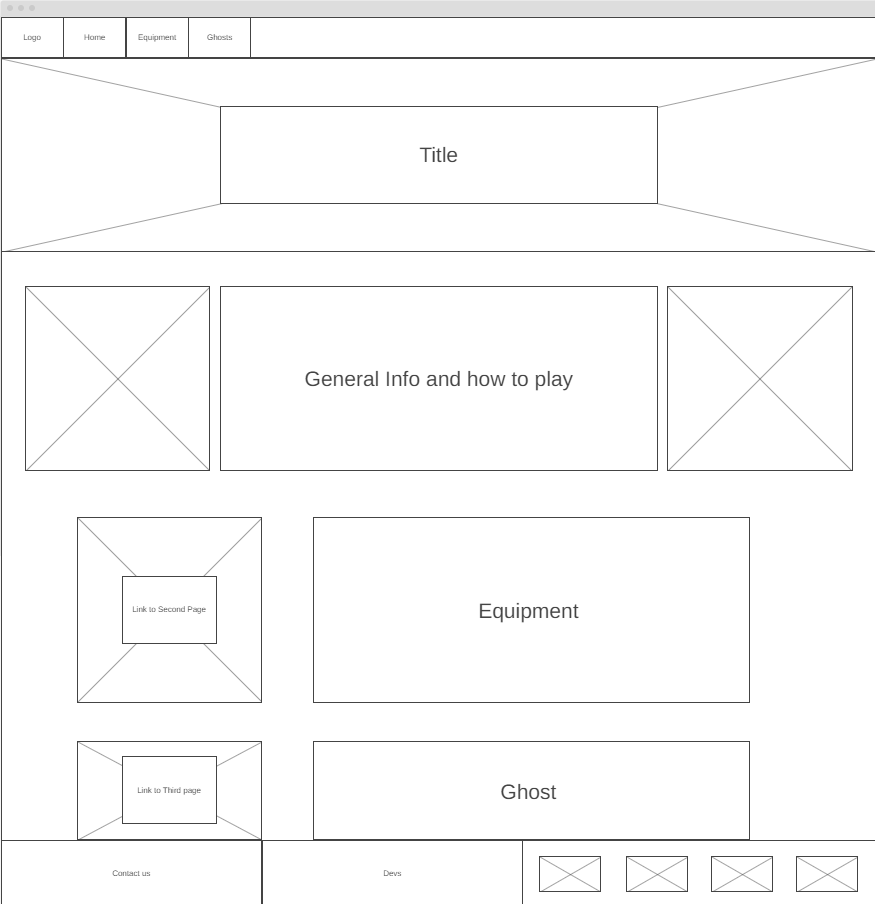 Logo
Home
Equipment
Ghosts
Title
General Info and how to play
Link to Second Page
Equipment
Link to Third page
Ghost
Contact us
Devs